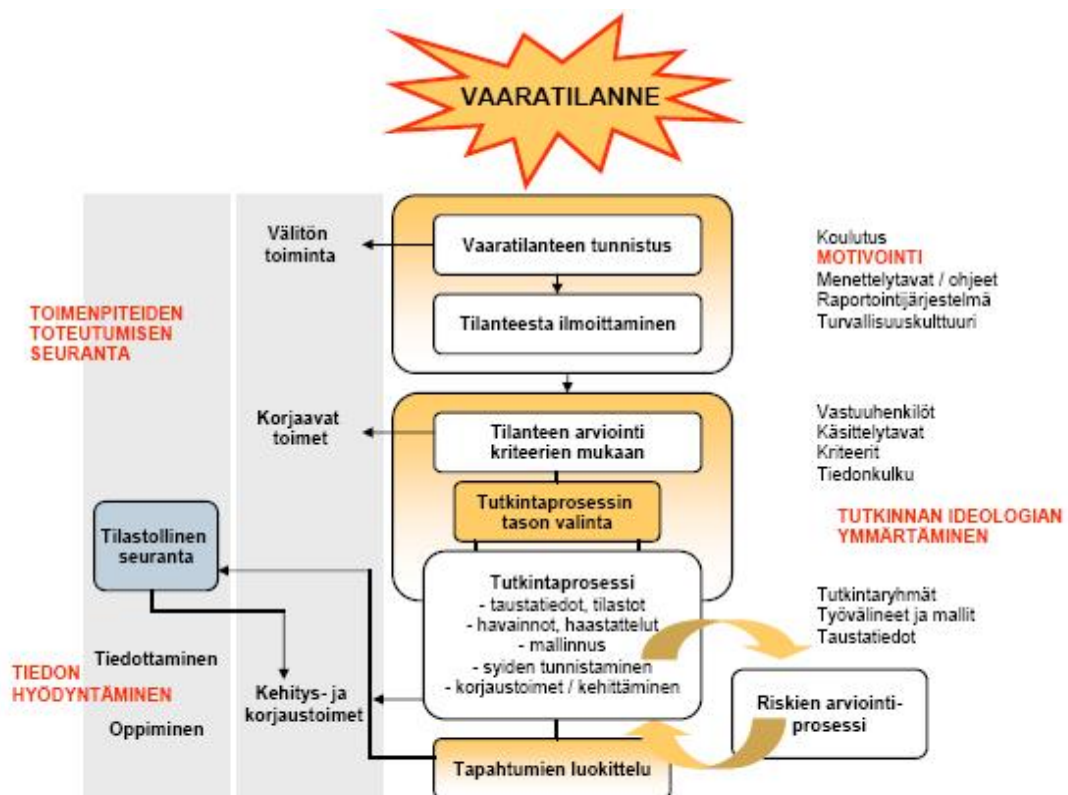 VAARATILANNE
Välitön
toiminta
Vaaratilanteen tunnistus
Tilanteesta ilmoittaminen
Koulutus
MOTIVOINTI
Menettelytavat / ohjeet
Raportointijärjestelmä
Turvallisuuskulttuuri
TOIMENPITEIDEN
TOTEUTUMISEN
SEURANTA
Korjaavat
toimet
Tilanteen arviointi
kriteerien mukaan
Tutkintaprosessin
tason valinta
Vastuuhenkilöt
Käsittelytavat
Kriteerit
Tiedonkulku
TUTKINNAN IDEOLOGIAN
YMMÄRTÄMINEN
Tilastollinen
seuranta
Tutkintaprosessi
- taustatiedot, tilastot
- havainnot, haastattelut
- mallinnus
- syiden tunnistaminen
- korjaustoimet / kehittäminen
Tutkintaryhmät
Työvälineet ja mallit
Taustatiedot
TIEDON
HYÖDYNTÄMINEN
Tiedottaminen
Oppiminen
Kehitys- ja
korjaustoimet
Riskien arviointi-
prosessi
Tapahtumien luokittelu